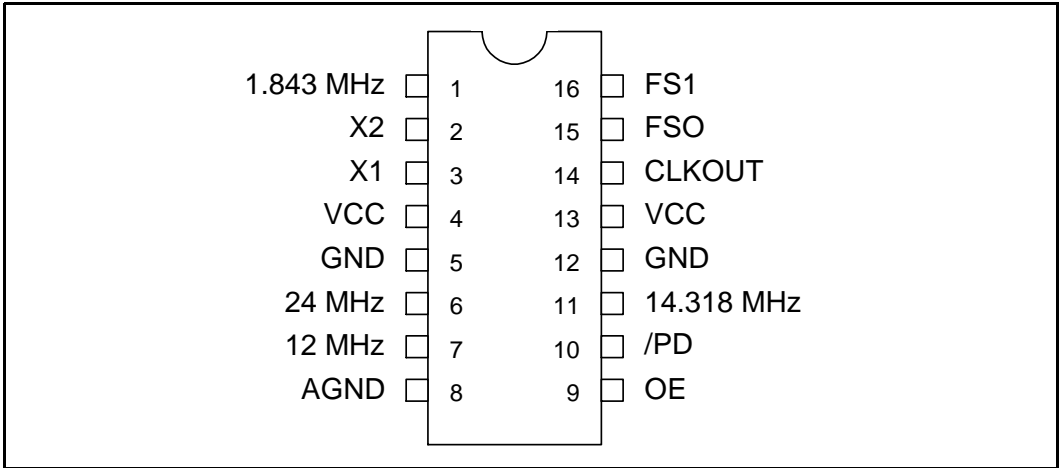 1.843 MHz 1 16 FS1
X2 2 15 FSO
X1 3 14 CLKOUT
VCC 4 13 VCC
GND 5 12 GND
24 MHz 6 11 14.318 MHz
12 MHz 7 10 /PD
AGND 8 9 OE